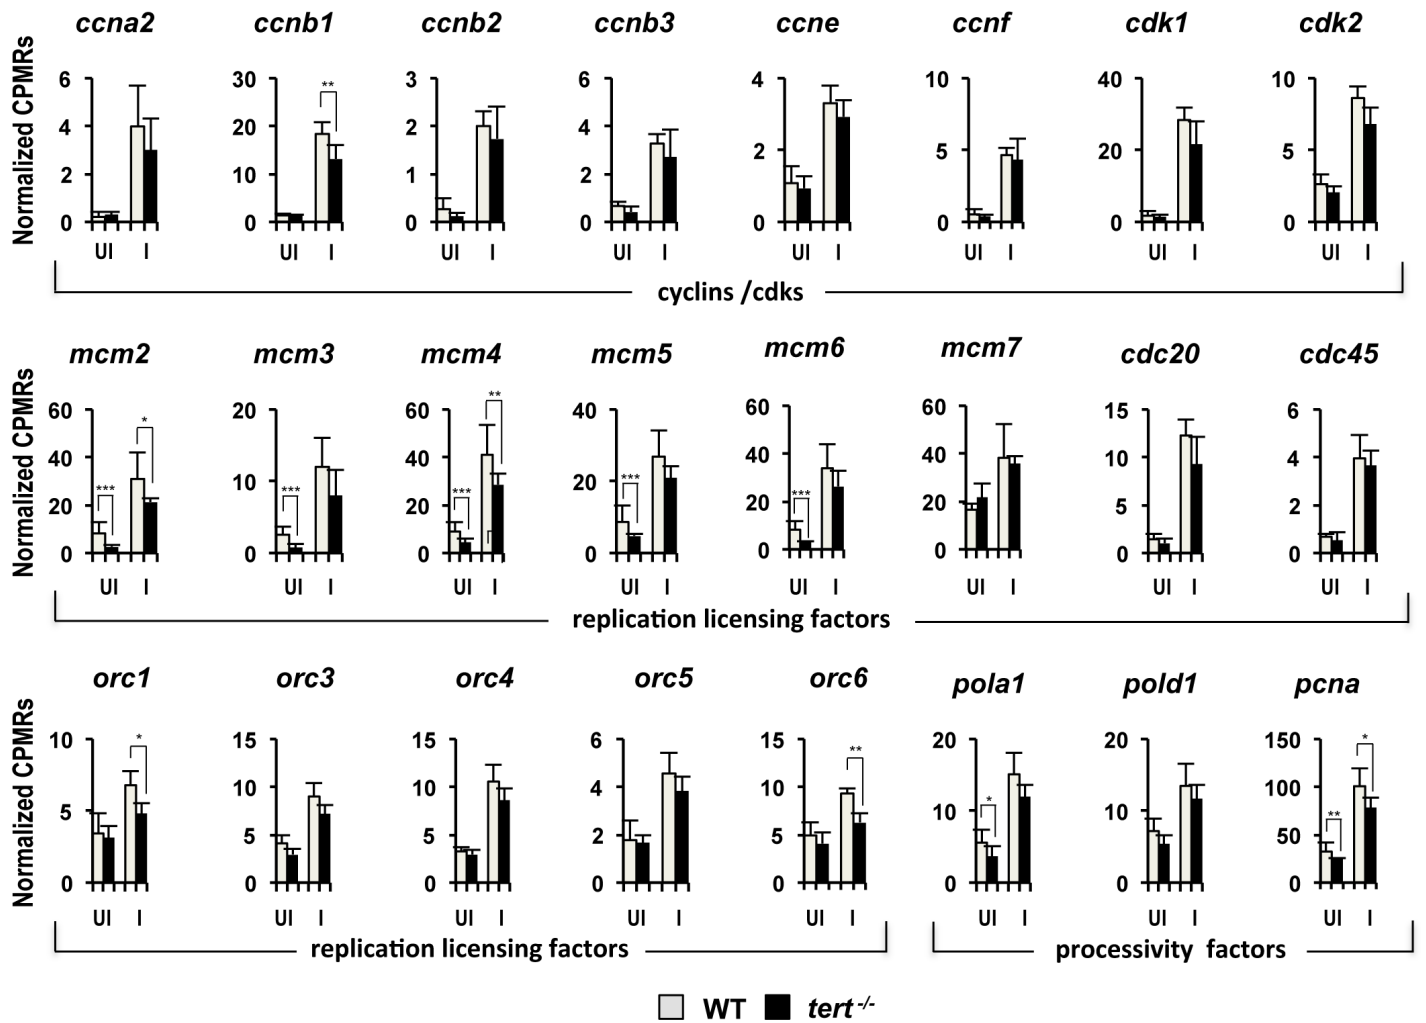 ccna2 ccnb1 ccnb2 ccnb3 ccne ccnf cdk1 cdk2
Normalized CPMRs
6 30 3 6 4 10 40 10
**
4 20 2 4 2 5 20 5
2 10 1 2
0 0 0 0 0 0 0 0
UI I UI I UI I UI I UI I UI I UI I UI I
cyclins /cdks
mcm2 mcm3 mcm4 mcm5 mcm6 mcm7 cdc20 cdc45
Normalized CPMRs
60 20 60 40 60 60 15 6
* **
40 40 40 40 10 4
*** *** *** *** ***
20 10 20 20 20 20 5 2
0 0 0 0 0 0 0 0
UI I UI I UI I UI I UI I UI I UI I UI I
replication licensing factors
orc1 orc3 orc4 orc5 orc6 pola1 pold1 pcna
Normalized CPMRs
10 15 15 6 15 20 20 150
* ** *
10 10 4 10 100
5 5 5 2 5 10 10 50
* **
0 0 0 0 0 0 0 0
UI I UI I UI I UI I UI I UI I UI I UI I
replication licensing factors processivity factors
WT tert -/-